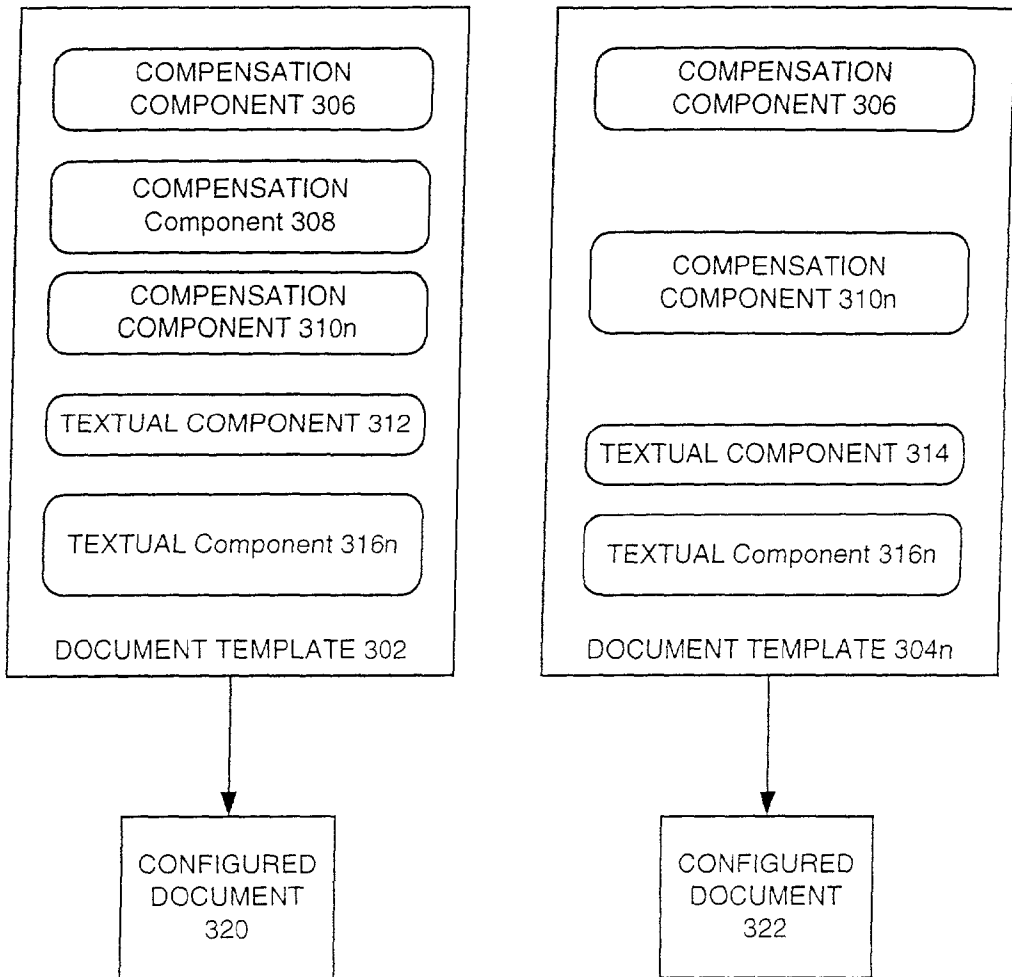 COMPENSATION
COMPONENT 306
COMPENSATION
Component 308
COMPENSATION
COMPONENT 310n
TEXTUAL COMPONENT 312
TEXTUAL Component 316n
DOCUMENT TEMPLATE 302
CONFIGURED
DOCUMENT
320
COMPENSATION
COMPONENT 306
COMPENSATION
COMPONENT 310n
TEXTUAL COMPONENT 314
TEXTUAL Component 316n
DOCUMENT TEMPLATE 304n
CONFIGURED
DOCUMENT
322